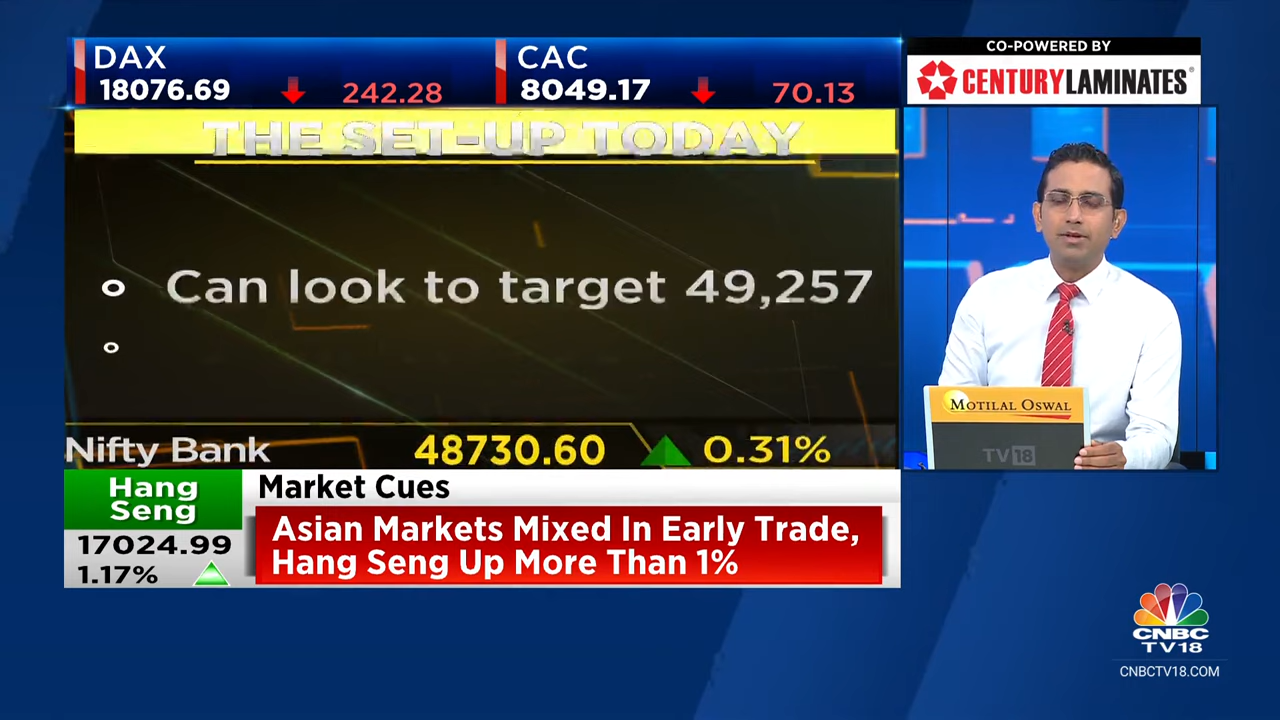 DAX
18076.69 242.28
CAC
8049.17 70.13
CO-POWERED BY
CENTURYLAMINATES®
THE SET-UP TODAY
Can look to target 49,257
MOTILAL OSWAL
TV18
Nifty Bank 48730.60 0.31%
Hang
Seng
17024.99
1.17%
Market Cues
Asian Markets Mixed In Early Trade,
Hang Seng Up More Than 1%
CNBC
TV18
CNBCTV18.COM